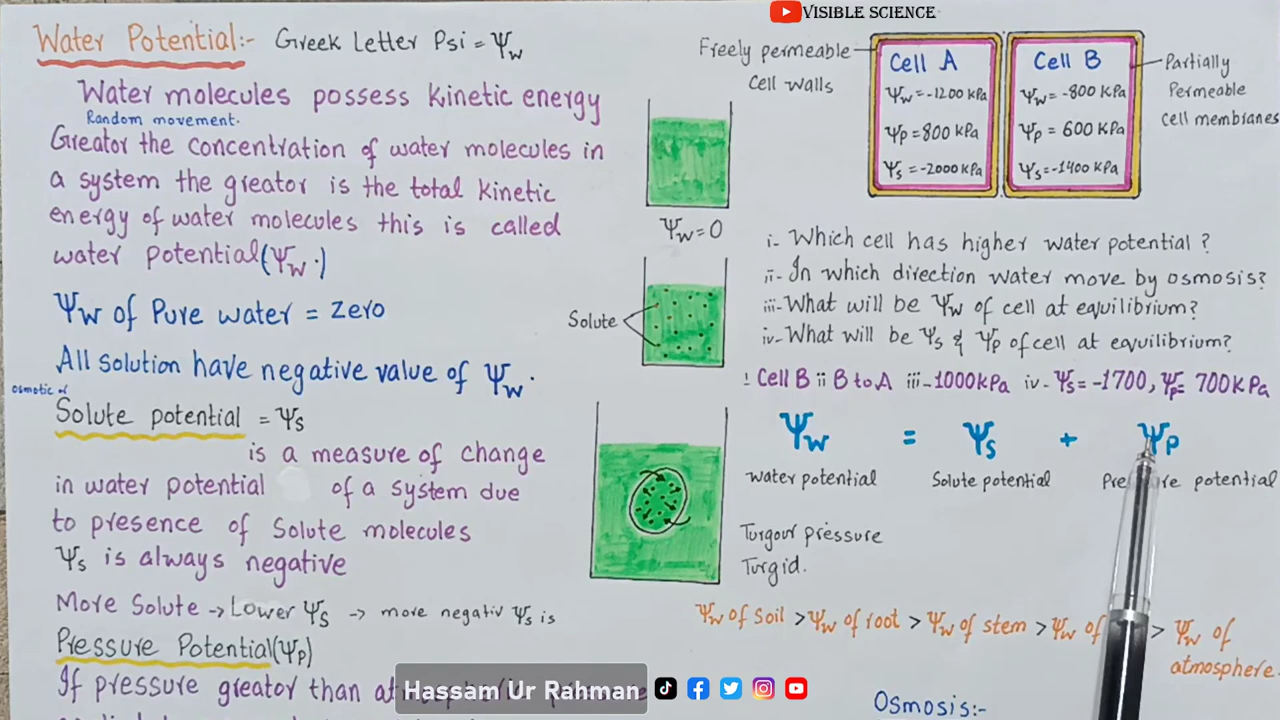 VISIBLE SCIENCE
Water Potential:- Greek Letter Psi = Ψw
Water molecules possess kinetic energy
Random movement.
Greator the concentration of water molecules in
a system the greator is the total kinetic
energy of water molecules this is called
water potential (Ψw.)
Ψw of Pure water = Zero
All solution have negative value of Ψw.
osmotic
Solute potential = Ψs
is a measure of change
in water potential of a system due
to presence of Solute molecules
Ψs is always negative
More Solute → Lower Ψs → more negativ Ψs is
Pressure Potential (Ψp)
If pressure greater than
Ψw = 0
Solute
Freely permeable
Cell walls
Cell A
Ψw = -1200 kPa
Ψp = 800 kPa
Ψs = -2000 kPa
Cell B
Ψw = -800 kPa
Ψp = 600 kPa
Ψs = -1400 kPa
Partially
Permeable
cell membranes
i- Which cell has higher water potential?
ii- In which direction water move by osmosis?
iii- What will be Ψw of cell at equilibrium?
iv- What will be Ψs & Ψp of cell at equilibrium?
i Cell B ii B to A iii -1000 kPa iv- Ψs = -1700, Ψp = 700 KPa
Ψw = Ψs + Ψp
Water potential Solute potential potential
Turgour pressure
Turgid.
Ψw of Soil > Ψw of root > Ψw of stem > Ψw of > Ψw of
atmosphere.
Osmosis:-
Hassam Ur Rahman